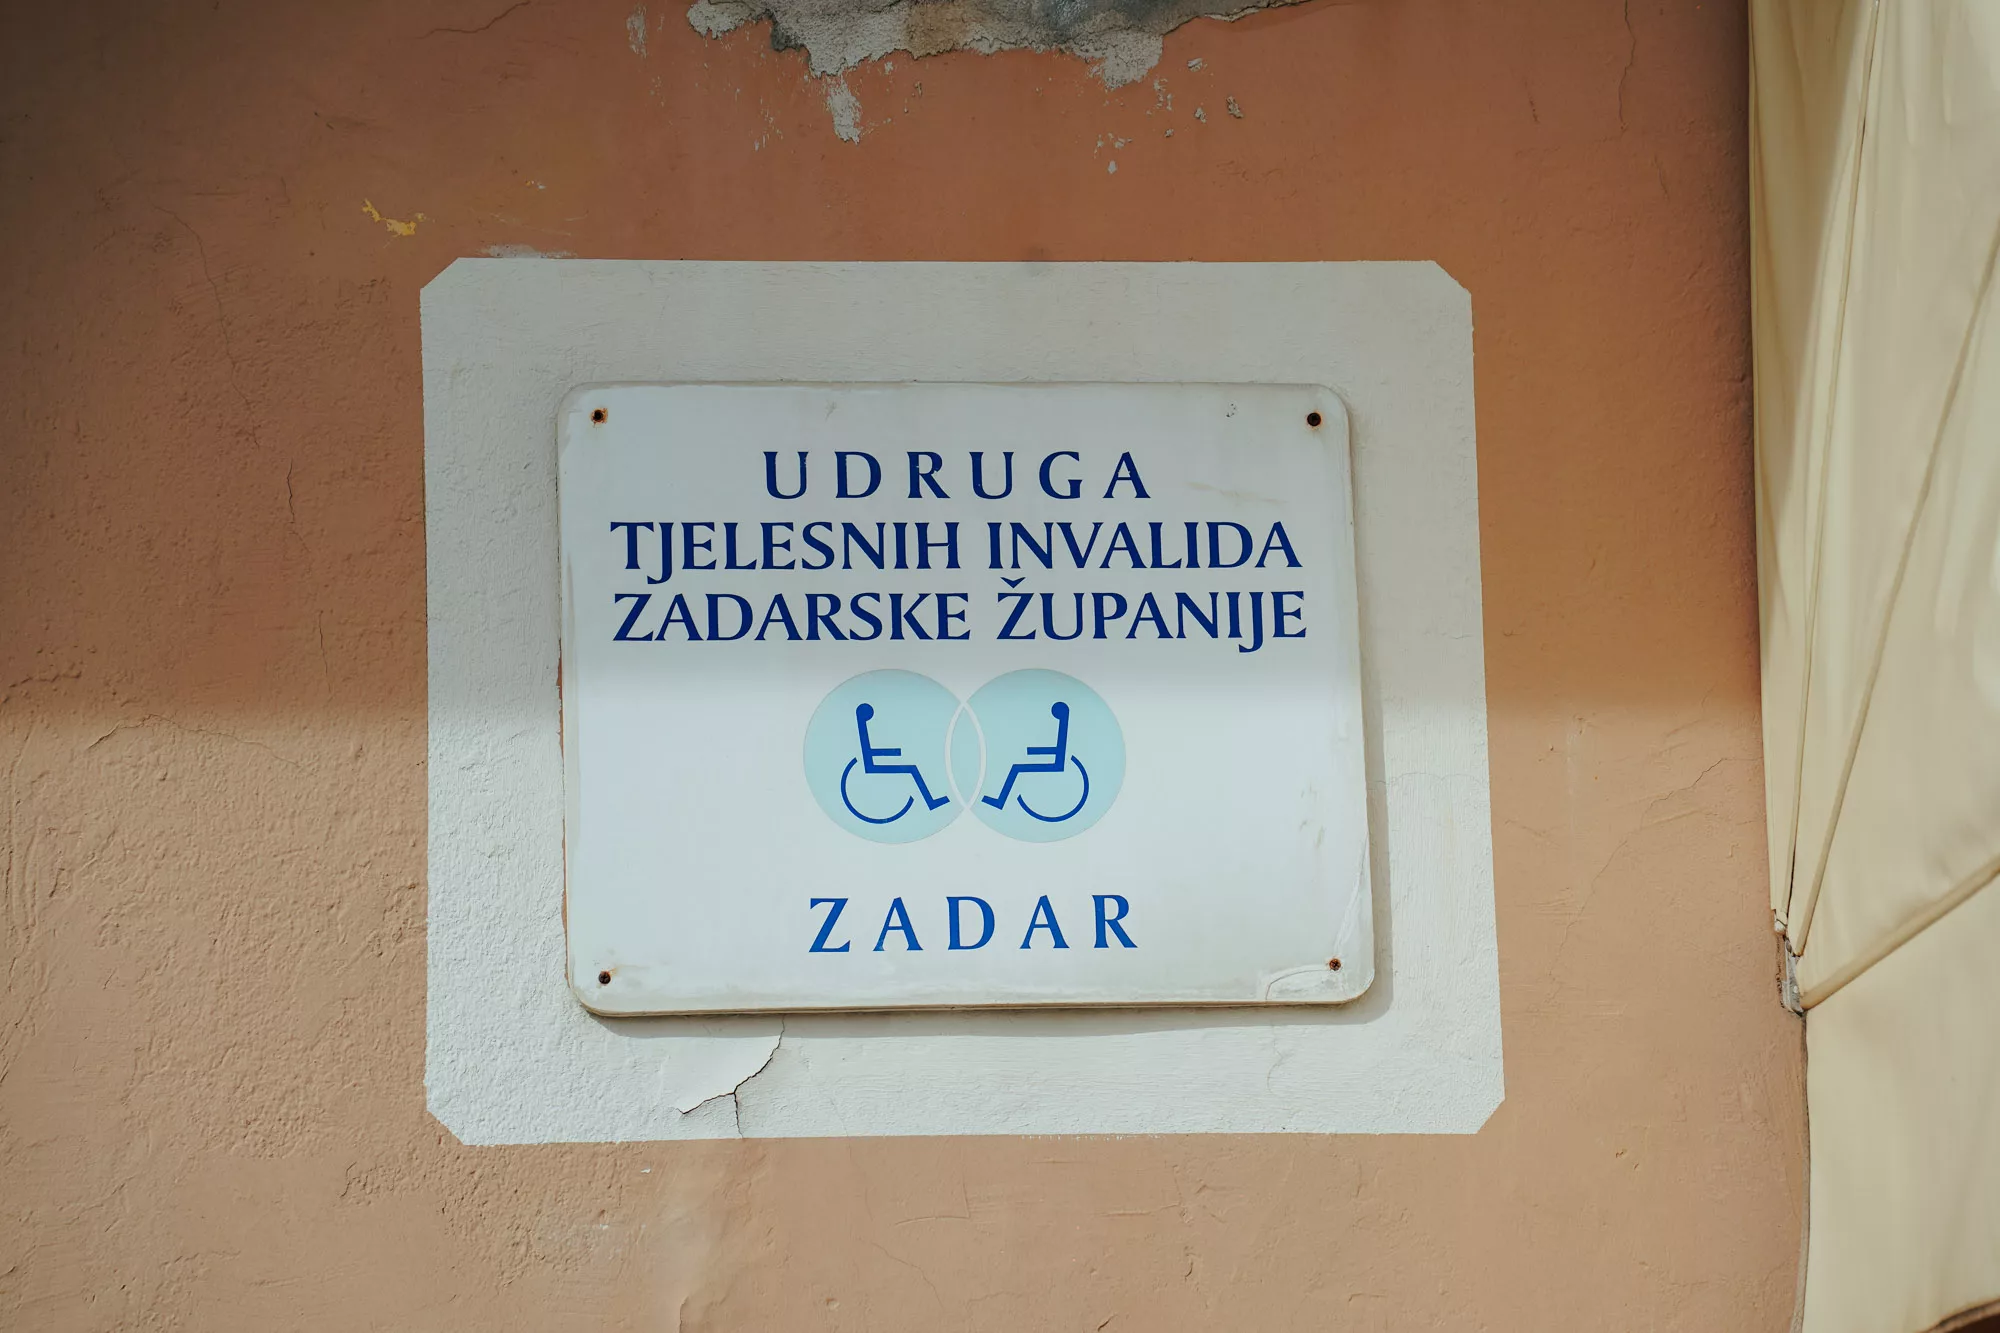 UDRUGA
TJELESNIH INVALIDA
ZADARSKE ŽUPANIJE
ZADAR